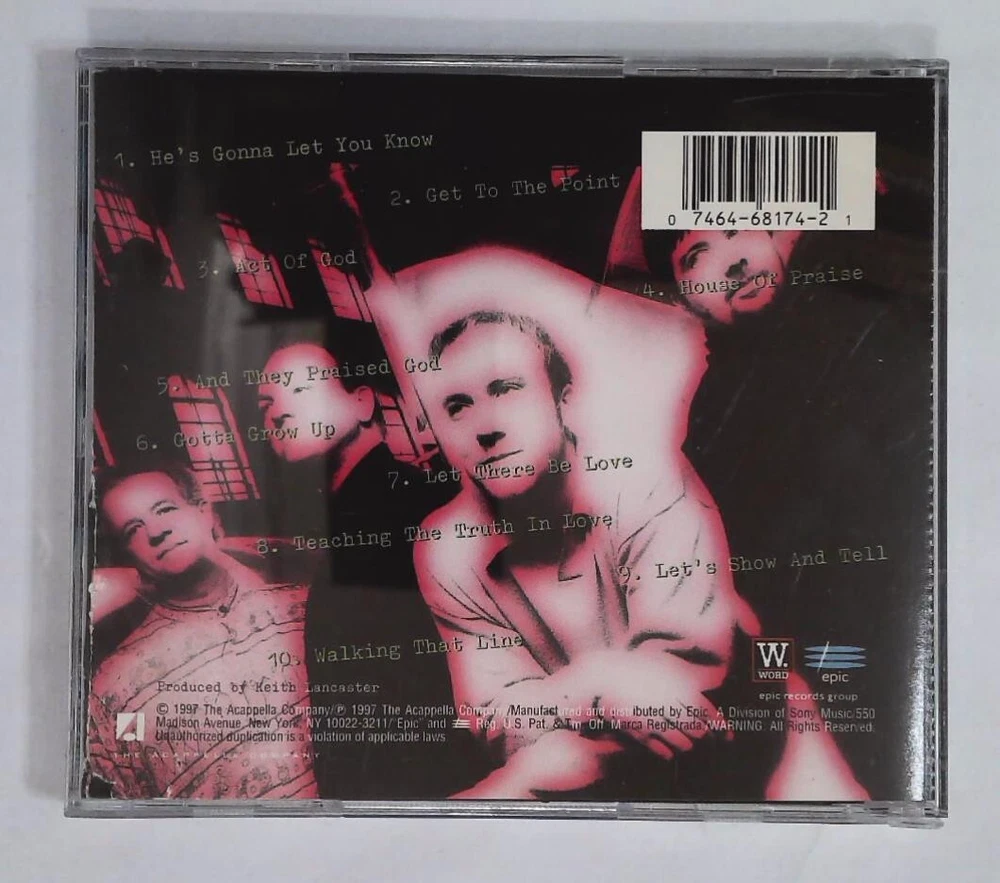 1. He's Gonna Let You Know
2. Get To The Point
0 7464-68174-2 1
3. Act Of God
4. House Of Praise
5. And They Praised God
6. Gotta Grow Up
7. Let There Be Love
8. Teaching The Truth In Love
9. Let's Show And Tell
10. Walking That Line
W.
WORD
epic
epic records group
Produced by Keith Lancaster
© 1997 The Acappella Company/℗ 1997 The Acappella Company/Manufactured and distributed by Epic, A Division of Sony Music/550
Madison Avenue, New York, NY 10022-3211/"Epic" and Reg. U.S. Pat. & Tm. Off. Marca Registrada./WARNING: All Rights Reserved.
Unauthorized duplication is a violation of applicable laws.
THE ACAPPELLA COMPANY